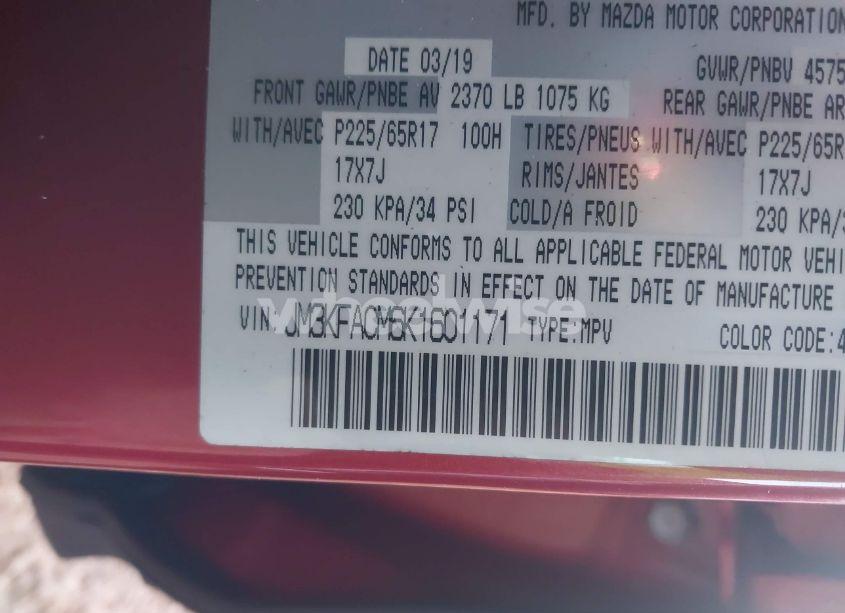 MFD. BY MAZDA MOTOR CORPORATION
DATE 03/19
GVWR/PNBV 4575
FRONT GAWR/PNBE AV 2370 LB 1075 KG
REAR GAWR/PNBE AR
WITH/AVEC P225/65R17 100H TIRES/PNEUS WITH/AVEC P225/65R
17X7J RIMS/JANTES 17X7J
230 KPA/34 PSI COLD/A FROID 230 KPA/3
THIS VEHICLE CONFORMS TO ALL APPLICABLE FEDERAL MOTOR VEHI
PREVENTION STANDARDS IN EFFECT ON THE DATE OF MANUFACTURE
VIN: JM3KFACM6K1601171 TYPE:MPV COLOR CODE:4
wheelwise